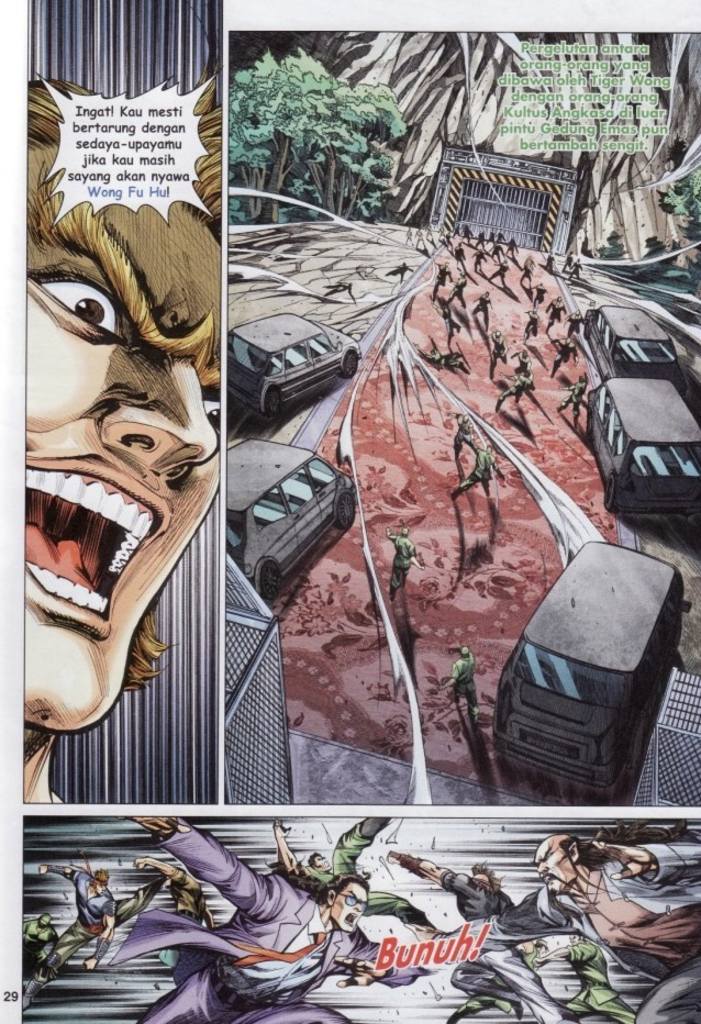 Ingat! Kau mesti
bertarung dengan
sedaya-upayamu
jika kau masih
sayang akan nyawa
Wong Fu Hu!
Pergelutan antara
orang-orang yang
dibawa oleh Tiger Wong
dengan orang-orang
Kultus Angkasa di luar
pintu Gedung Emas pun
bertambah sengit.
Bunuh!
29